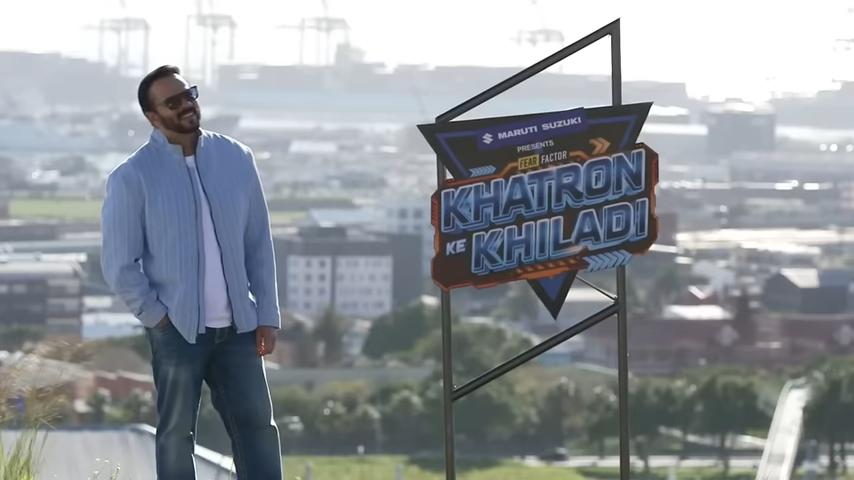 MARUTI SUZUKI
PRESENTS
FEAR FACTOR
KHATRON
KE KHILADI